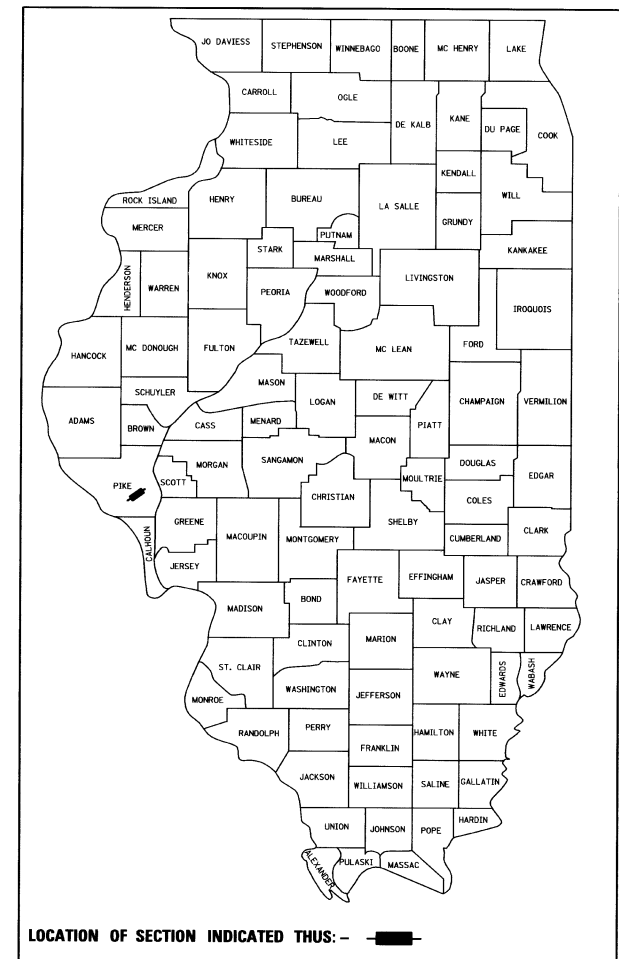 JO DAVIESS
STEPHENSON
WINNEBAGO
BOONE
MC HENRY
LAKE
CARROLL
OGLE
DE KALB
KANE
DU PAGE
COOK
WHITESIDE
LEE
KENDALL
WILL
ROCK ISLAND
HENRY
BUREAU
LA SALLE
GRUNDY
MERCER
PUTNAM
STARK
MARSHALL
KANKAKEE
HENDERSON
WARREN
KNOX
PEORIA
WOODFORD
LIVINGSTON
IROQUOIS
HANCOCK
MC DONOUGH
FULTON
TAZEWELL
MC LEAN
FORD
SCHUYLER
MASON
LOGAN
DE WITT
CHAMPAIGN
VERMILION
ADAMS
BROWN
CASS
MENARD
PIATT
MACON
PIKE
SCOTT
MORGAN
SANGAMON
MOULTRIE
DOUGLAS
EDGAR
CHRISTIAN
COLES
CALHOUN
GREENE
MACOUPIN
MONTGOMERY
SHELBY
CUMBERLAND
CLARK
JERSEY
FAYETTE
EFFINGHAM
JASPER
CRAWFORD
MADISON
BOND
CLAY
RICHLAND
LAWRENCE
CLINTON
MARION
ST. CLAIR
WAYNE
EDWARDS
WABASH
WASHINGTON
JEFFERSON
MONROE
RANDOLPH
PERRY
HAMILTON
WHITE
FRANKLIN
JACKSON
WILLIAMSON
SALINE
GALLATIN
UNION
JOHNSON
POPE
HARDIN
ALEXANDER
PULASKI
MASSAC
LOCATION OF SECTION INDICATED THUS: -